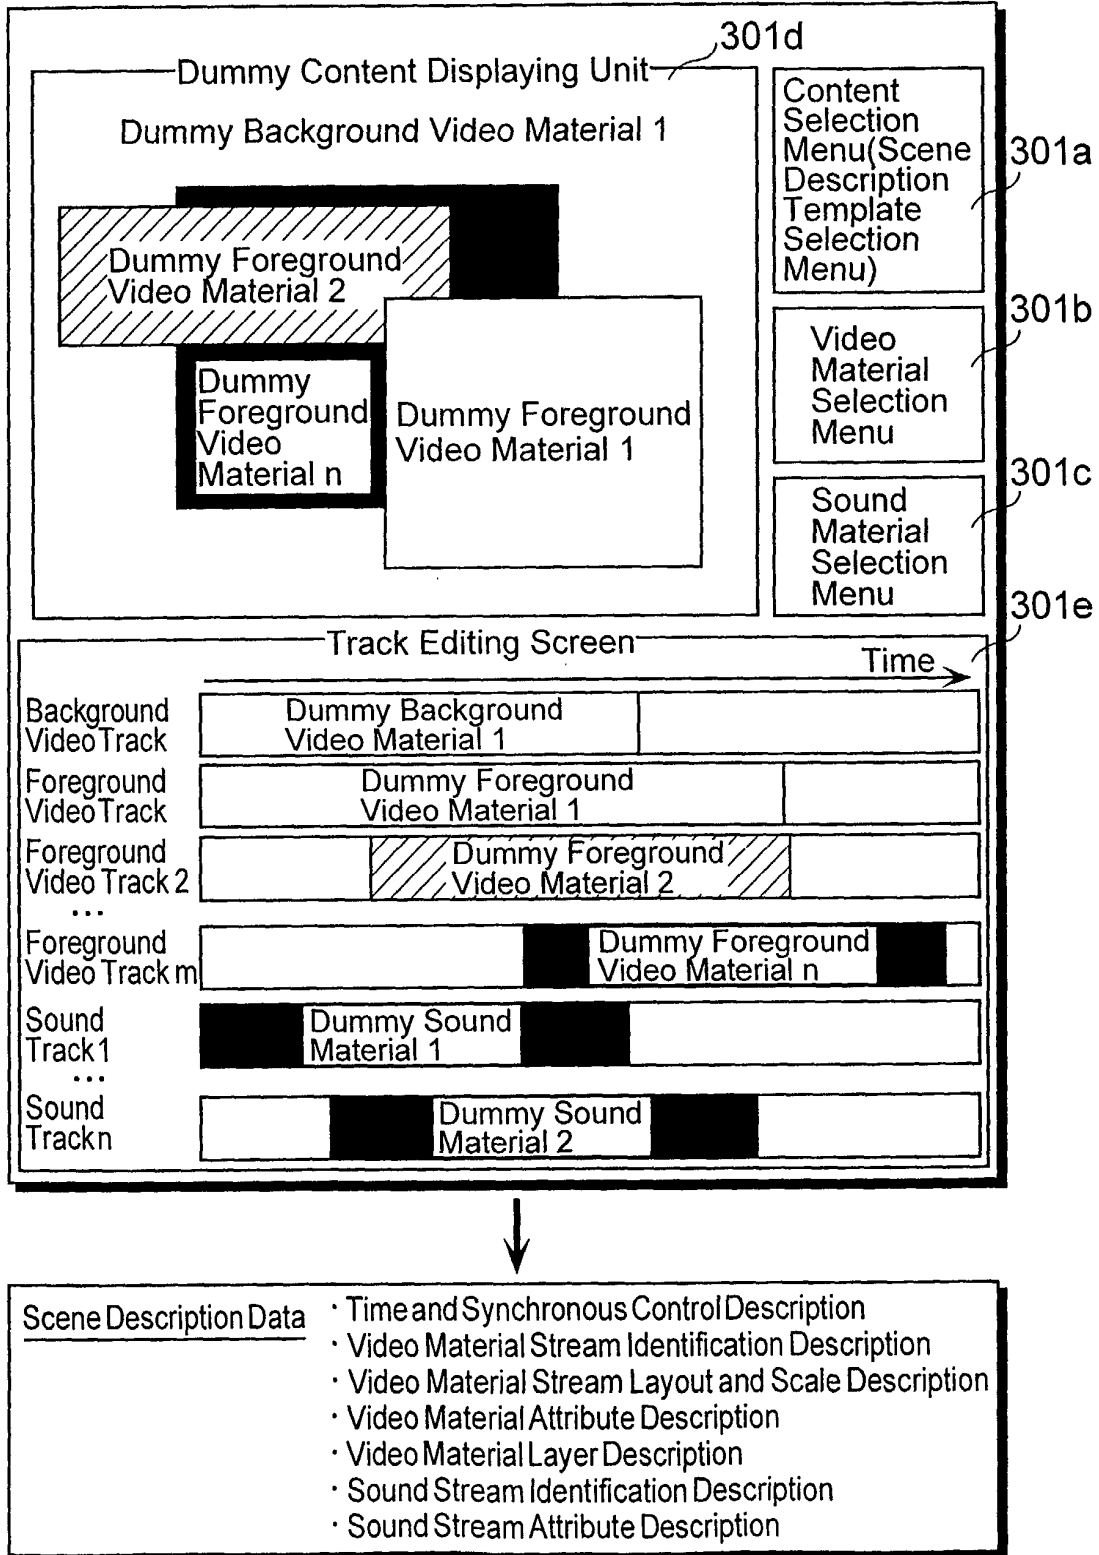 301d
Dummy Content Displaying Unit
Dummy Background Video Material 1
Dummy Foreground
Video Material 2
Dummy
Foreground
Video
Material n
Dummy Foreground
Video Material 1
Content
Selection
Menu(Scene
Description
Template
Selection
Menu)
301a
Video
Material
Selection
Menu
301b
Sound
Material
Selection
Menu
301c
301e
Track Editing Screen
Time
Background
Video Track
Dummy Background
Video Material 1
Foreground
Video Track
Dummy Foreground
Video Material 1
Foreground
Video Track 2
Dummy Foreground
Video Material 2
...
Foreground
Video Track m
Dummy Foreground
Video Material n
Sound
Track 1
Dummy Sound
Material 1
...
Sound
Track n
Dummy Sound
Material 2
Scene Description Data
· Time and Synchronous Control Description
· Video Material Stream Identification Description
· Video Material Stream Layout and Scale Description
· Video Material Attribute Description
· Video Material Layer Description
· Sound Stream Identification Description
· Sound Stream Attribute Description